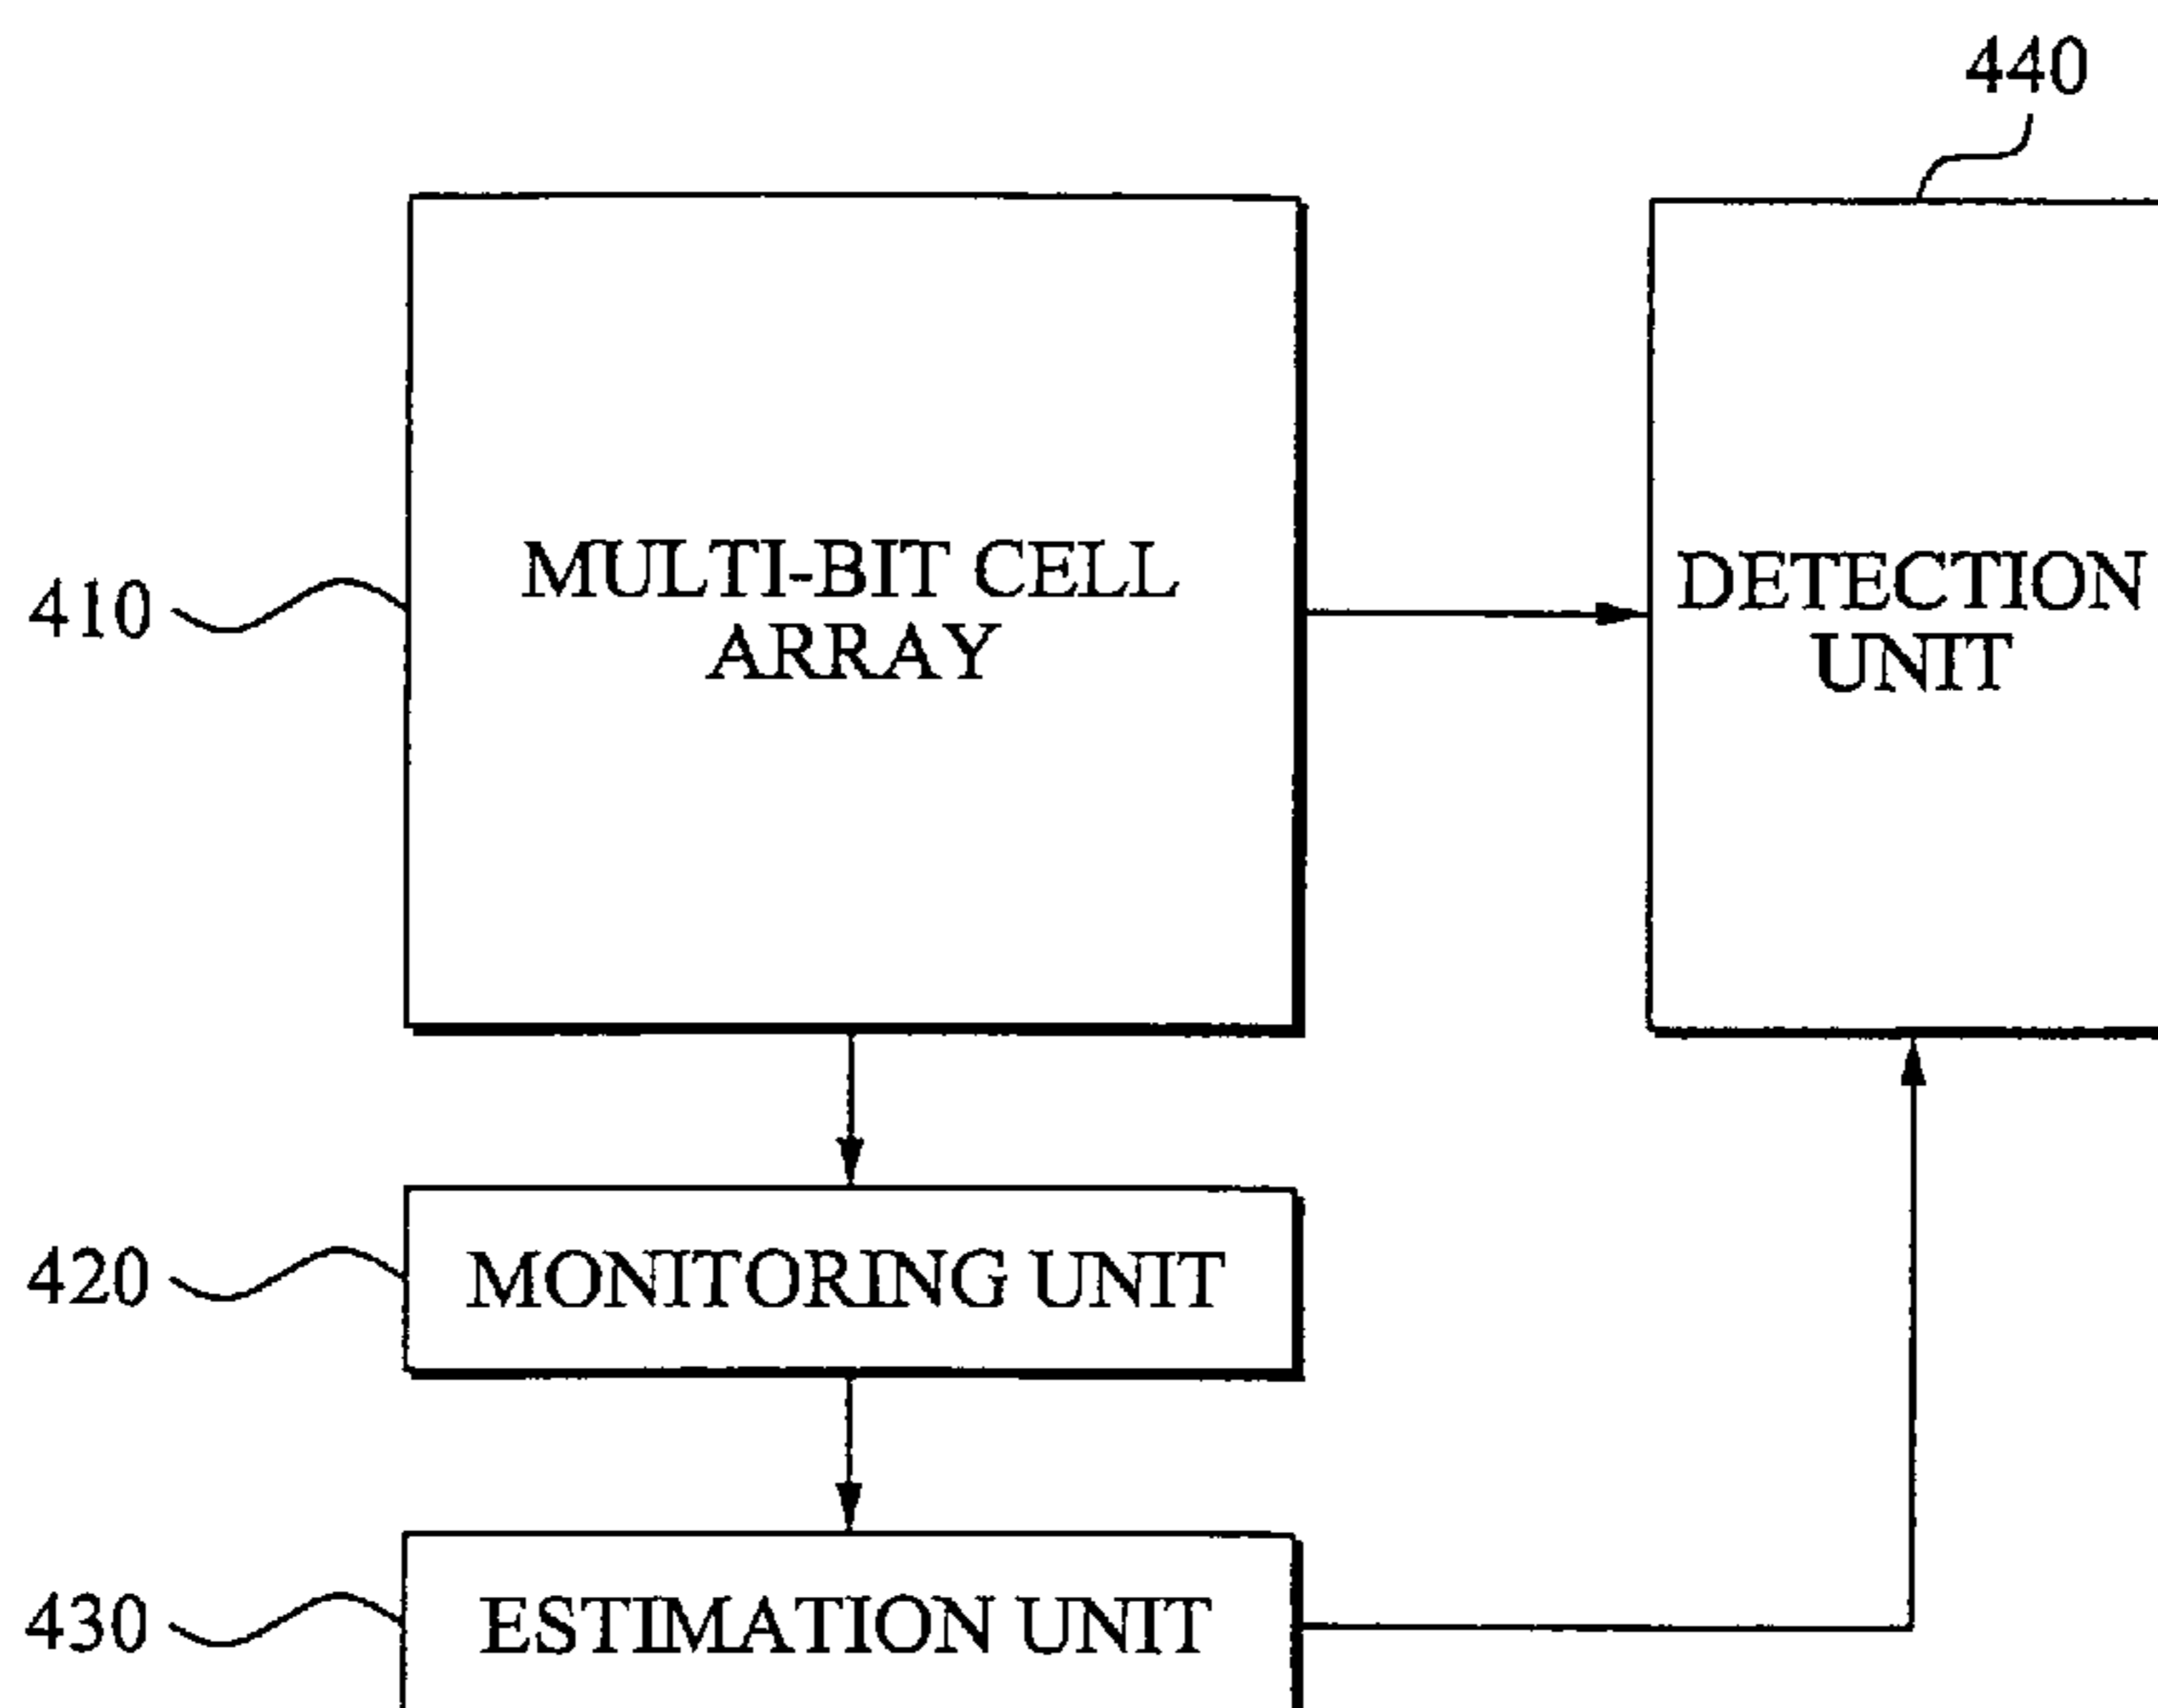 440
410
MULTI-BIT CELL
ARRAY
DETECTION
UNIT
420
MONITORING UNIT
430
ESTIMATION UNIT